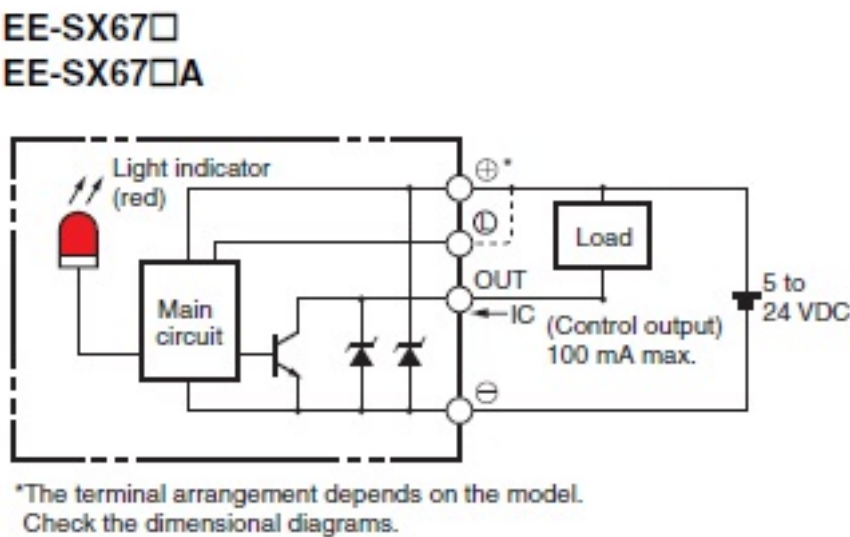 EE-SX67□
EE-SX67□A
Light indicator
(red)
⊕*
Ⓛ
Load
OUT
5 to
24 VDC
Main
circuit
IC
(Control output)
100 mA max.
⊖
*The terminal arrangement depends on the model.
Check the dimensional diagrams.